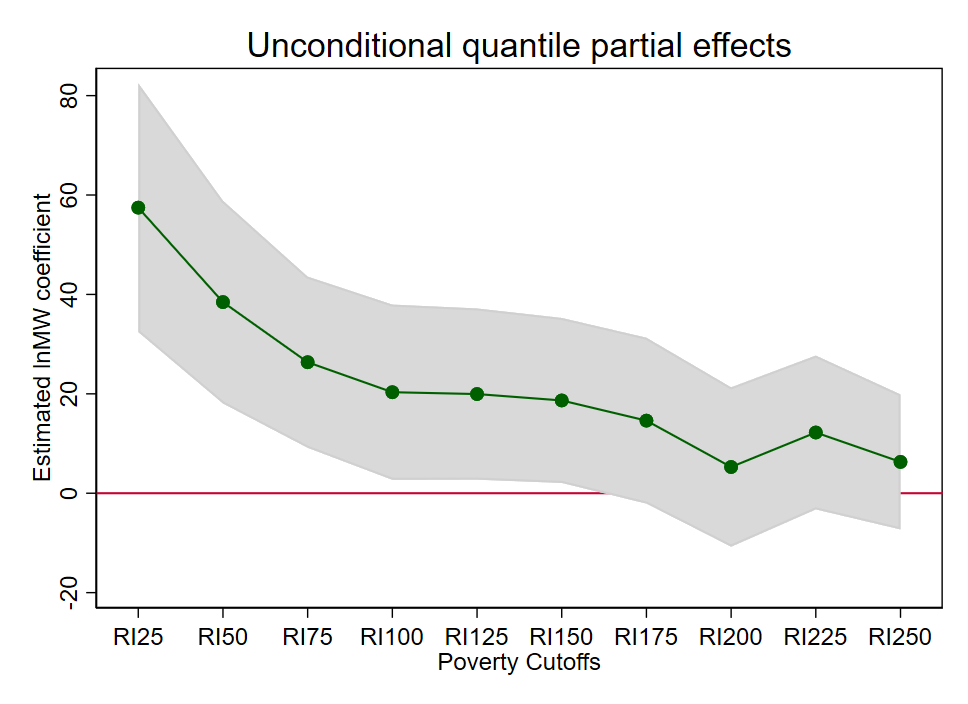 Unconditional quantile partial effects
Estimated lnMW coefficient
80
60
40
20
0
-20
RI25 RI50 RI75 RI100 RI125 RI150 RI175 RI200 RI225 RI250
Poverty Cutoffs